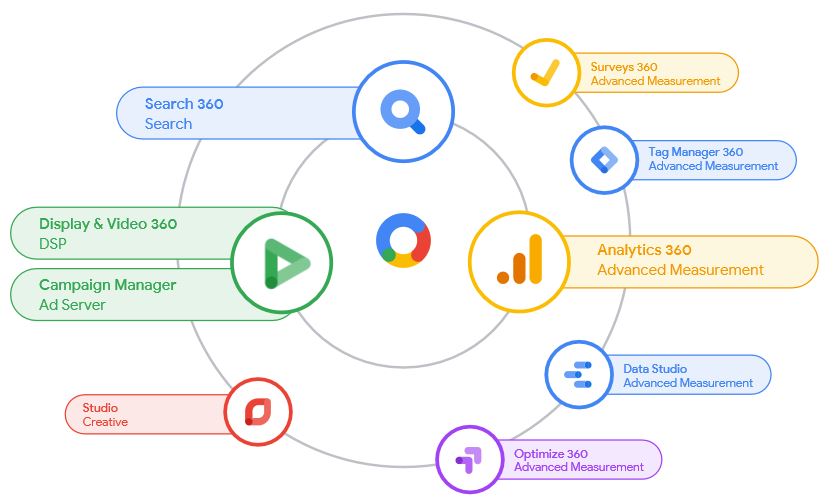 Surveys 360
Advanced Measurement
Search 360
Search
Tag Manager 360
Advanced Measurement
Display & Video 360
DSP
Analytics 360
Advanced Measurement
Campaign Manager
Ad Server
Data Studio
Advanced Measurement
Studio
Creative
Optimize 360
Advanced Measurement